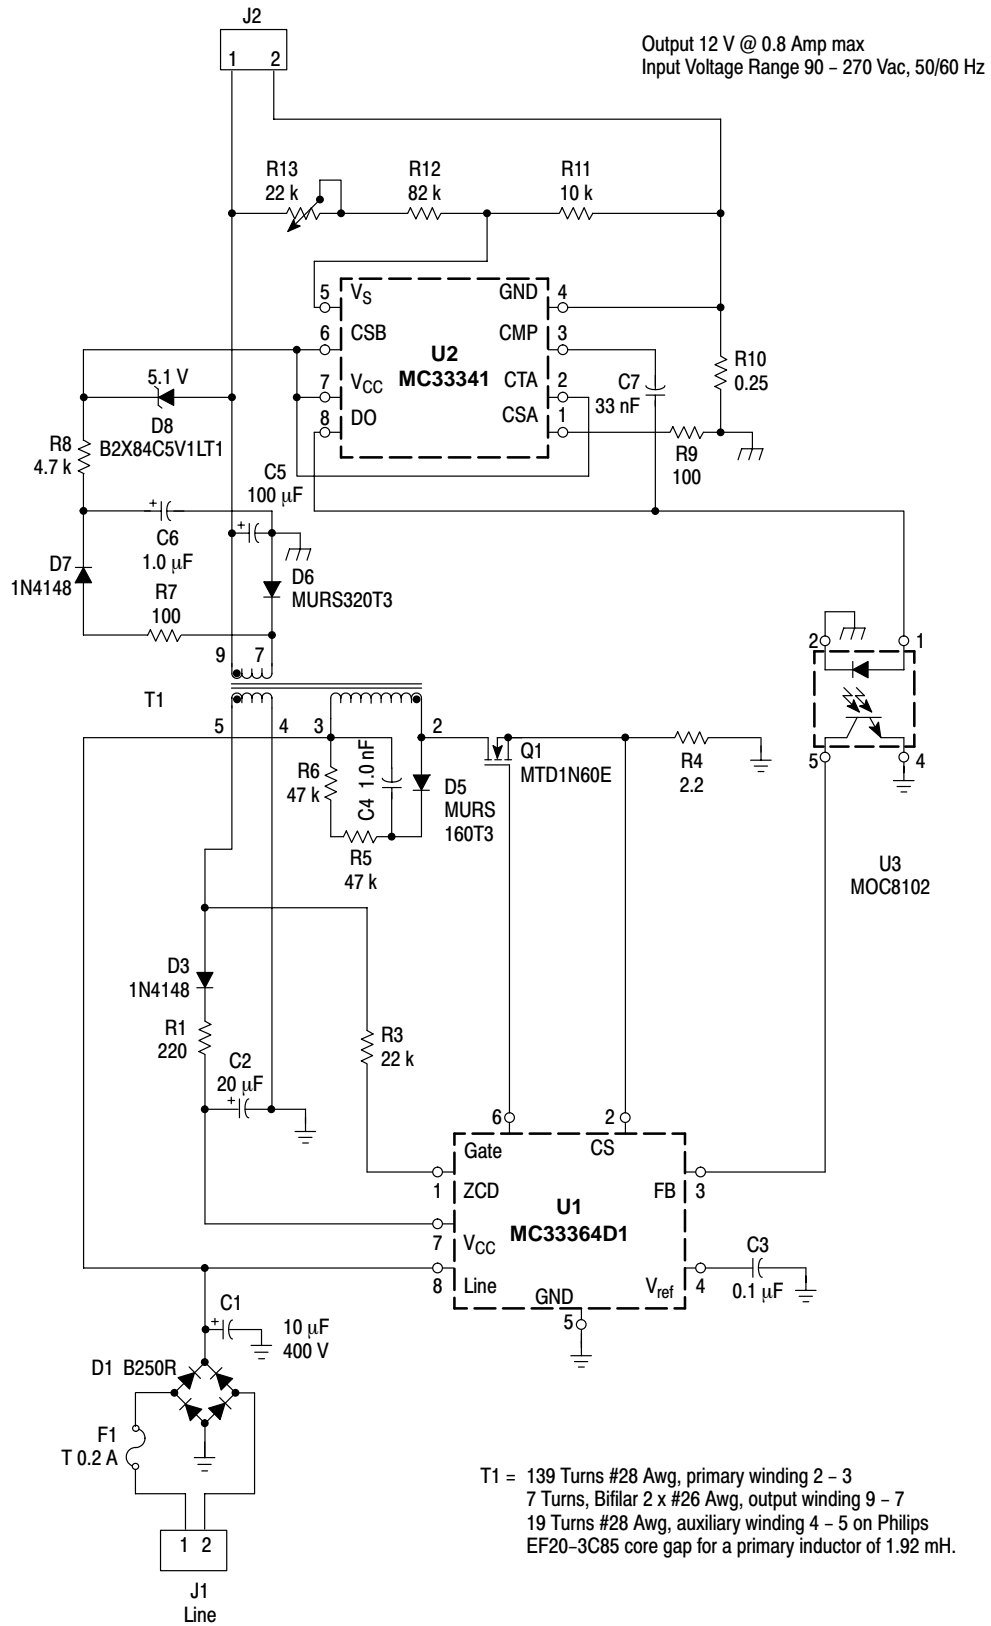 J2
1 2
Output 12 V @ 0.8 Amp max
Input Voltage Range 90 – 270 Vac, 50/60 Hz
R13
22 k
R12
82 k
R11
10 k
5 VS
GND 4
6 CSB
CMP 3
U2
MC33341
7 VCC
CTA 2
8 DO
CSA 1
C7
33 nF
R10
0.25
R9
100
5.1 V
D8
B2X84C5V1LT1
R8
4.7 k
C5
100 µF
+
C6
1.0 µF
+
D7
1N4148
R7
100
D6
MURS320T3
9 7
T1
5 4 3 2
2 1
5 4
U3
MOC8102
R6
47 k
C4 1.0 nF
D5
MURS
160T3
R5
47 k
Q1
MTD1N60E
R4
2.2
D3
1N4148
R1
220
C2
20 µF
+
R3
22 k
6 2
Gate CS
1 ZCD
FB 3
U1
MC33364D1
7 VCC
8 Line
Vref 4
GND
5
C3
0.1 µF
+
C1
10 µF
400 V
D1 B250R
F1
T 0.2 A
1 2
J1
Line
T1 = 139 Turns #28 Awg, primary winding 2 – 3
7 Turns, Bifilar 2 x #26 Awg, output winding 9 – 7
19 Turns #28 Awg, auxiliary winding 4 – 5 on Philips
EF20–3C85 core gap for a primary inductor of 1.92 mH.